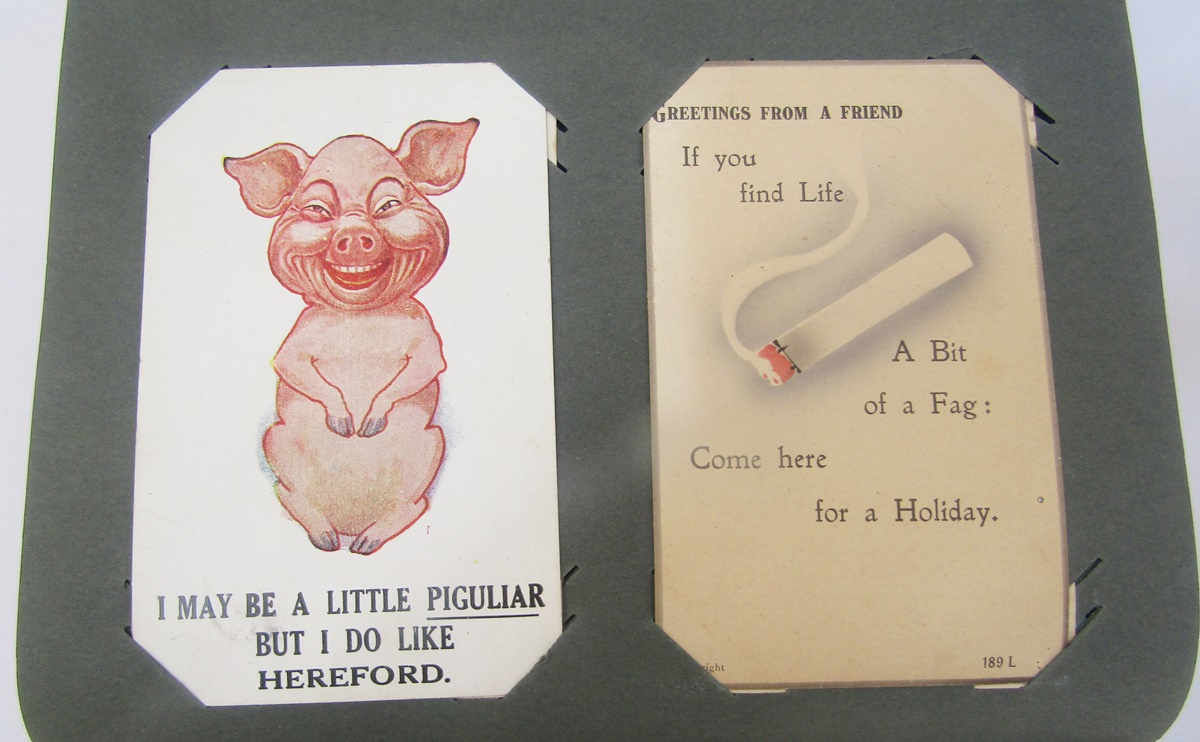 I MAY BE A LITTLE PIGULIAR
BUT I DO LIKE
HEREFORD.
GREETINGS FROM A FRIEND
If you
find Life
A Bit
of a Fag:
Come here
for a Holiday.
189 L